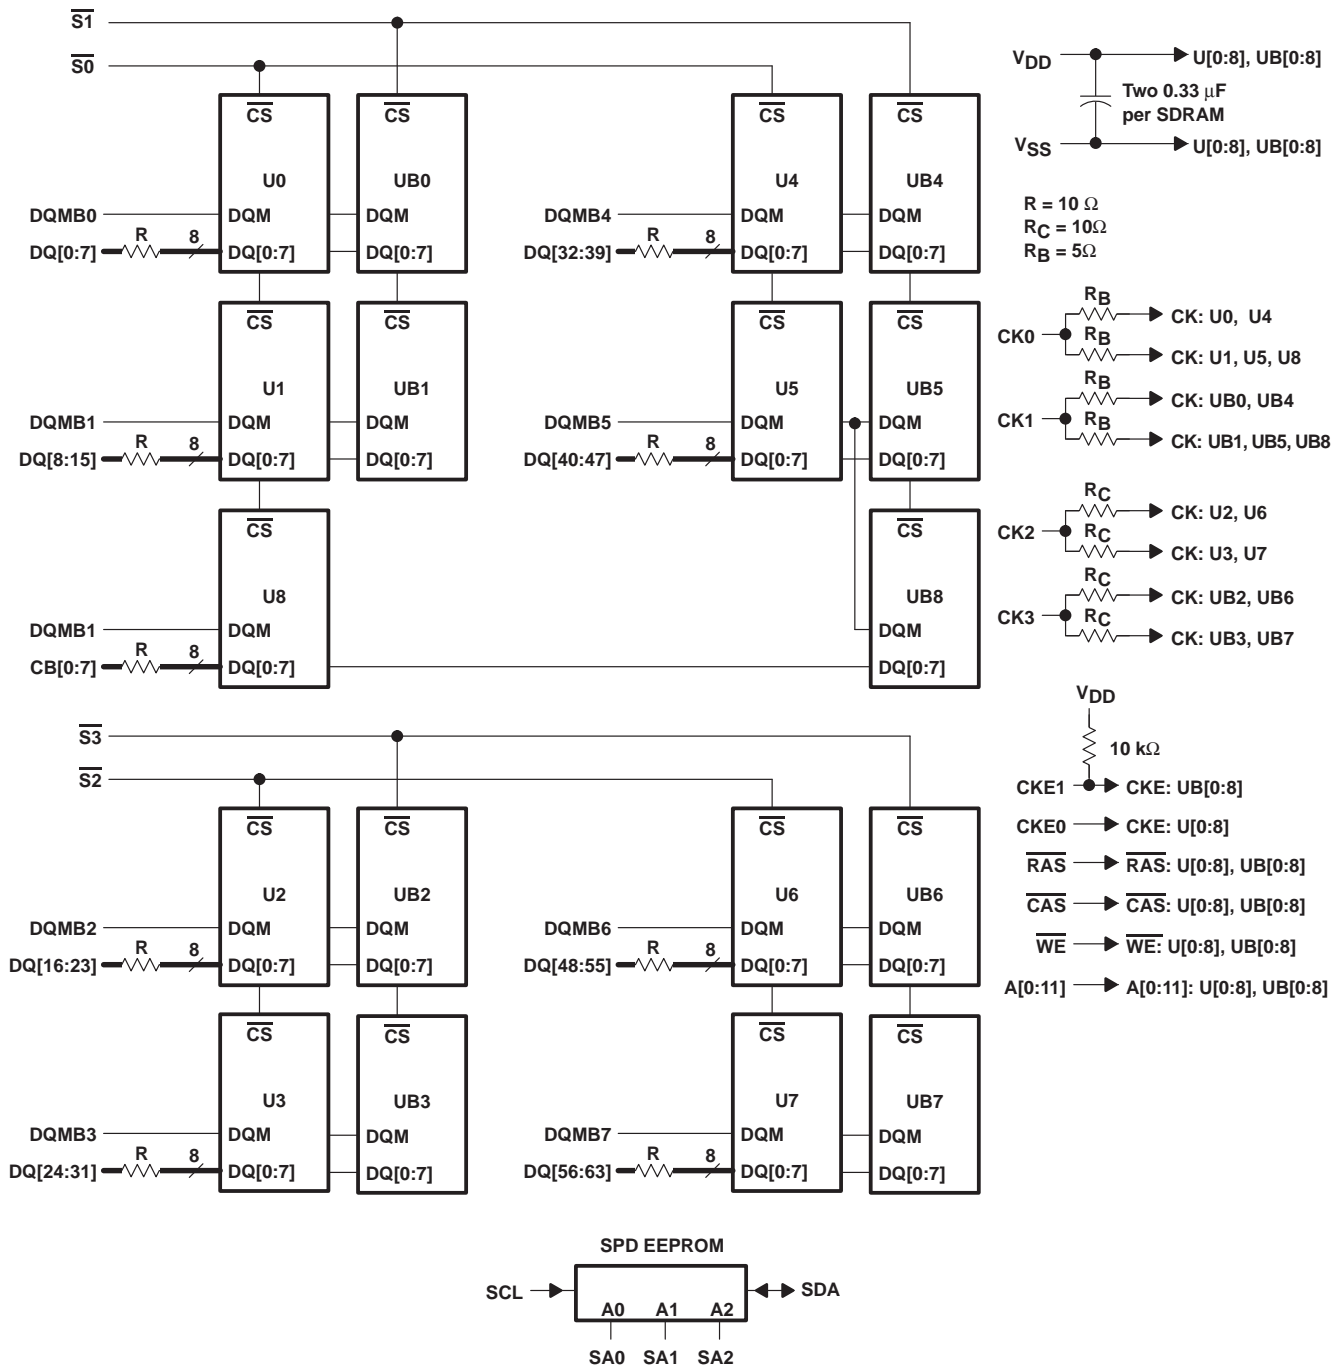 S1
S0
CS CS CS CS
U0 UB0 U4 UB4
DQMB0 DQM DQM DQMB4 DQM DQM
DQ[0:7] R 8 DQ[0:7] DQ[0:7] DQ[32:39] R 8 DQ[0:7] DQ[0:7]
CS CS CS CS
U1 UB1 U5 UB5
DQMB1 DQM DQM DQMB5 DQM DQM
DQ[8:15] R 8 DQ[0:7] DQ[0:7] DQ[40:47] R 8 DQ[0:7] DQ[0:7]
CS CS
U8 UB8
DQMB1 DQM DQM
CB[0:7] R 8 DQ[0:7] DQ[0:7]
S3
S2
CS CS CS CS
U2 UB2 U6 UB6
DQMB2 DQM DQM DQMB6 DQM DQM
DQ[16:23] R 8 DQ[0:7] DQ[0:7] DQ[48:55] R 8 DQ[0:7] DQ[0:7]
CS CS CS CS
U3 UB3 U7 UB7
DQMB3 DQM DQM DQMB7 DQM DQM
DQ[24:31] R 8 DQ[0:7] DQ[0:7] DQ[56:63] R 8 DQ[0:7] DQ[0:7]
VDD U[0:8], UB[0:8]
Two 0.33 μF
per SDRAM
VSS U[0:8], UB[0:8]
R = 10 Ω
RC = 10Ω
RB = 5Ω
RB CK: U0, U4
CK0
RB CK: U1, U5, U8
RB CK: UB0, UB4
CK1
RB CK: UB1, UB5, UB8
RC CK: U2, U6
CK2
RC CK: U3, U7
RC CK: UB2, UB6
CK3
RC CK: UB3, UB7
VDD
10 kΩ
CKE1 CKE: UB[0:8]
CKE0 CKE: U[0:8]
RAS RAS: U[0:8], UB[0:8]
CAS CAS: U[0:8], UB[0:8]
WE WE: U[0:8], UB[0:8]
A[0:11] A[0:11]: U[0:8], UB[0:8]
SPD EEPROM
SCL SDA
A0 A1 A2
SA0 SA1 SA2